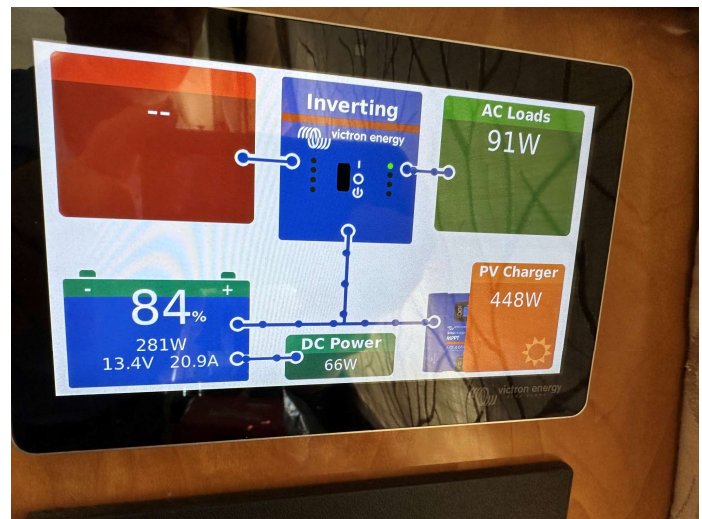 --
Inverting
victron energy
I
AC Loads
91W
- +
84%
281W
13.4V 20.9A
DC Power
66W
MPPT
PV Charger
448W
victron energy